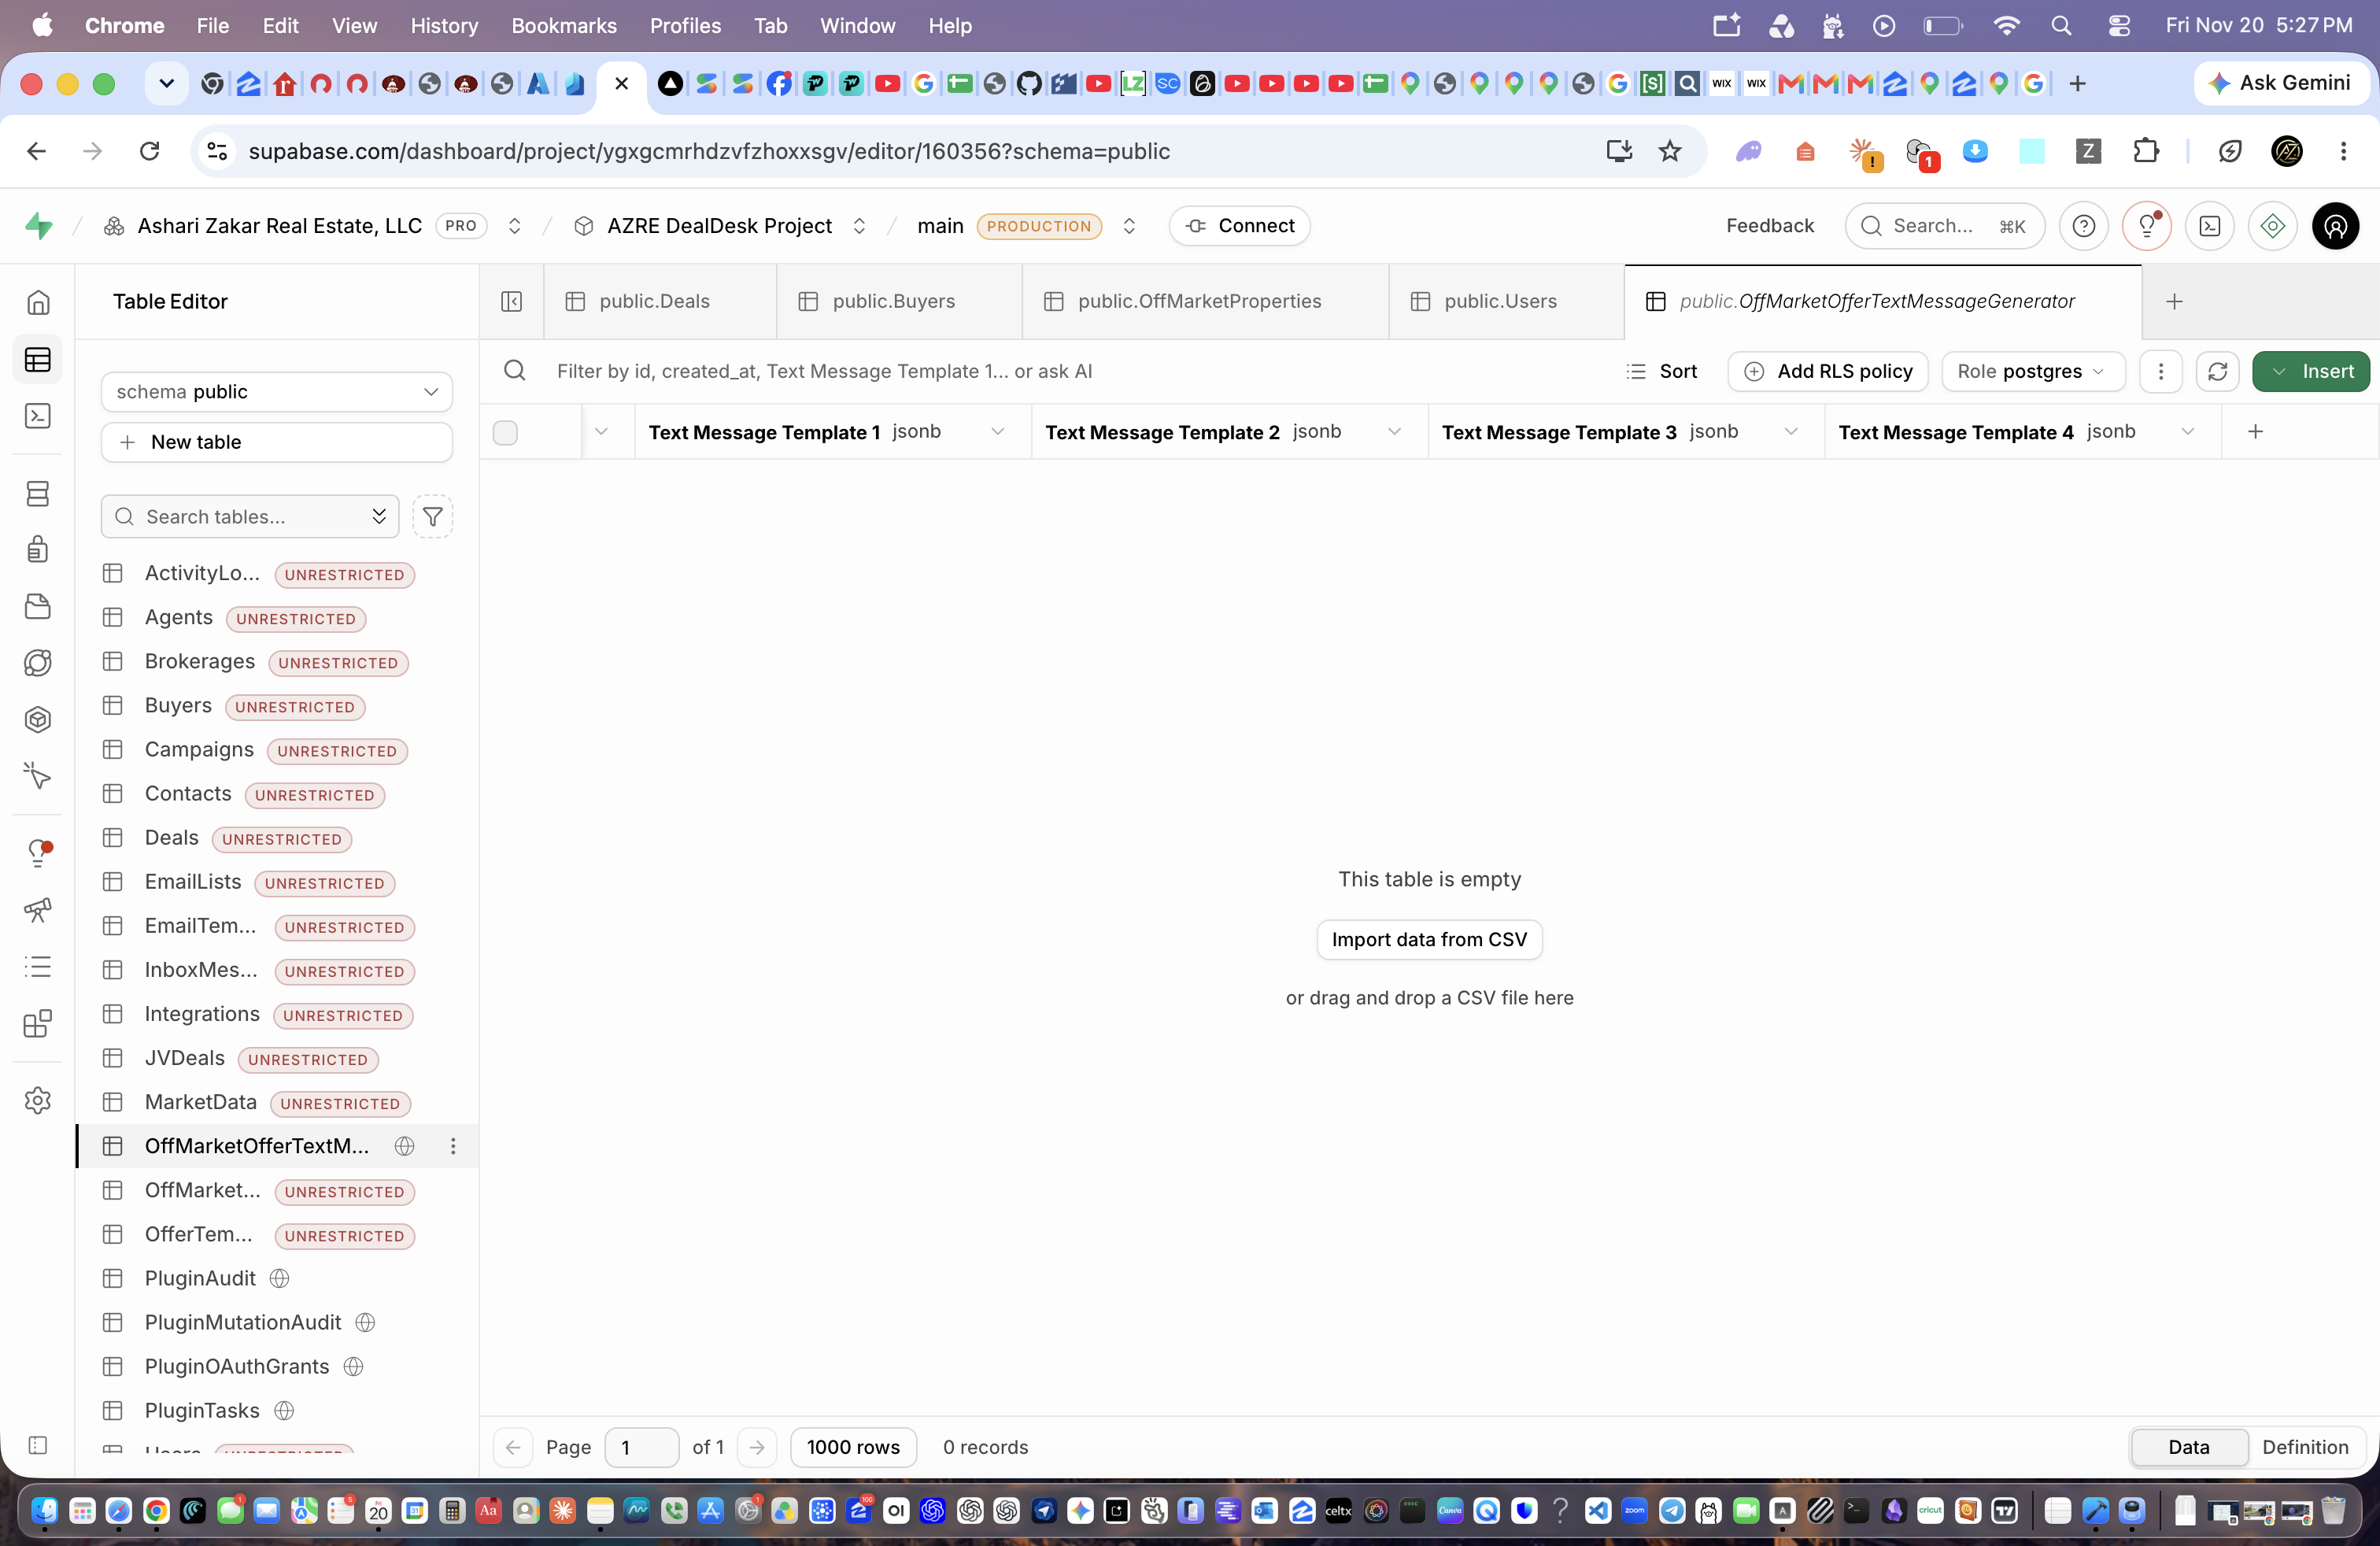 Chrome File Edit View History Bookmarks Profiles Tab Window Help Fri Nov 20 5:27 PM
Ask Gemini
supabase.com/dashboard/project/ygxgcmrhdzvfzhoxxsgv/editor/160356?schema=public
Ashari Zakar Real Estate, LLC PRO / AZRE DealDesk Project / main PRODUCTION Connect Feedback Search... ⌘K
Table Editor
public.Deals public.Buyers public.OffMarketProperties public.Users public.OffMarketOfferTextMessageGenerator
schema public
New table
Search tables...
Filter by id, created_at, Text Message Template 1... or ask AI Sort Add RLS policy Role postgres Insert
Text Message Template 1 jsonb Text Message Template 2 jsonb Text Message Template 3 jsonb Text Message Template 4 jsonb
ActivityLo... UNRESTRICTED
Agents UNRESTRICTED
Brokerages UNRESTRICTED
Buyers UNRESTRICTED
Campaigns UNRESTRICTED
Contacts UNRESTRICTED
Deals UNRESTRICTED
EmailLists UNRESTRICTED
EmailTem... UNRESTRICTED
InboxMes... UNRESTRICTED
Integrations UNRESTRICTED
JVDeals UNRESTRICTED
MarketData UNRESTRICTED
OffMarketOfferTextM...
OffMarket... UNRESTRICTED
OfferTem... UNRESTRICTED
PluginAudit
PluginMutationAudit
PluginOAuthGrants
PluginTasks
This table is empty
Import data from CSV
or drag and drop a CSV file here
Page 1 of 1 1000 rows 0 records Data Definition